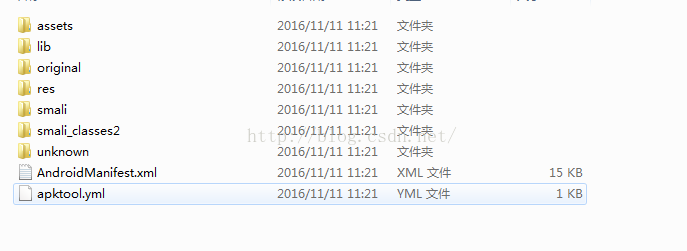 assets 2016/11/11 11:21 文件夹
lib 2016/11/11 11:21 文件夹
original 2016/11/11 11:21 文件夹
res 2016/11/11 11:21 文件夹
smali 2016/11/11 11:21 文件夹
smali_classes2 2016/11/11 11:21 文件夹
http://blog.csdn.net/
unknown 2016/11/11 11:21 文件夹
AndroidManifest.xml 2016/11/11 11:21 XML 文件 15 KB
apktool.yml 2016/11/11 11:21 YML 文件 1 KB